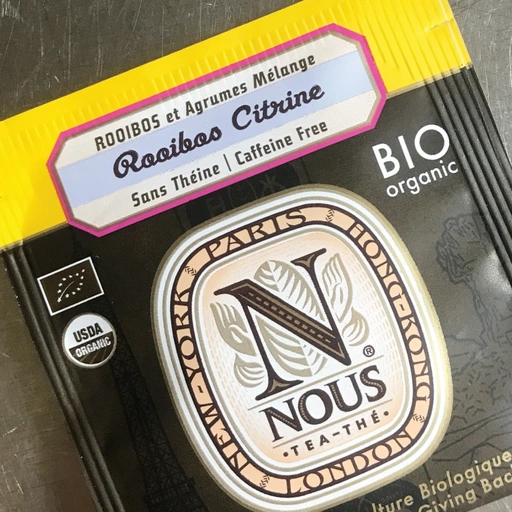 ROOIBOS et Agrumes Mélange
Rooibos Citrine
Sans Théine | Caffeine Free
BIO
organic
USDA
ORGANIC
PARIS
HONG-KONG
NEW-YORK
LONDON
N
®
NOUS
•TEA-THÉ•
lture Biologique
Giving Bac